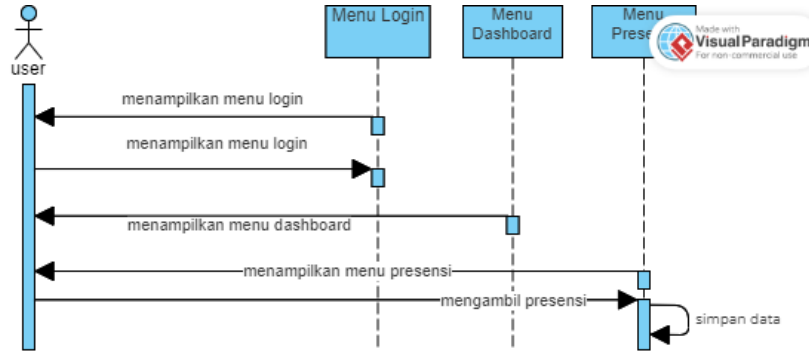 user
Menu Login
Menu
Dashboard
Menu
Made with
Visual Paradigm
For non-commercial use
menampilkan menu login
menampilkan menu login
menampilkan menu dashboard
menampilkan menu presensi
mengambil presensi
simpan data